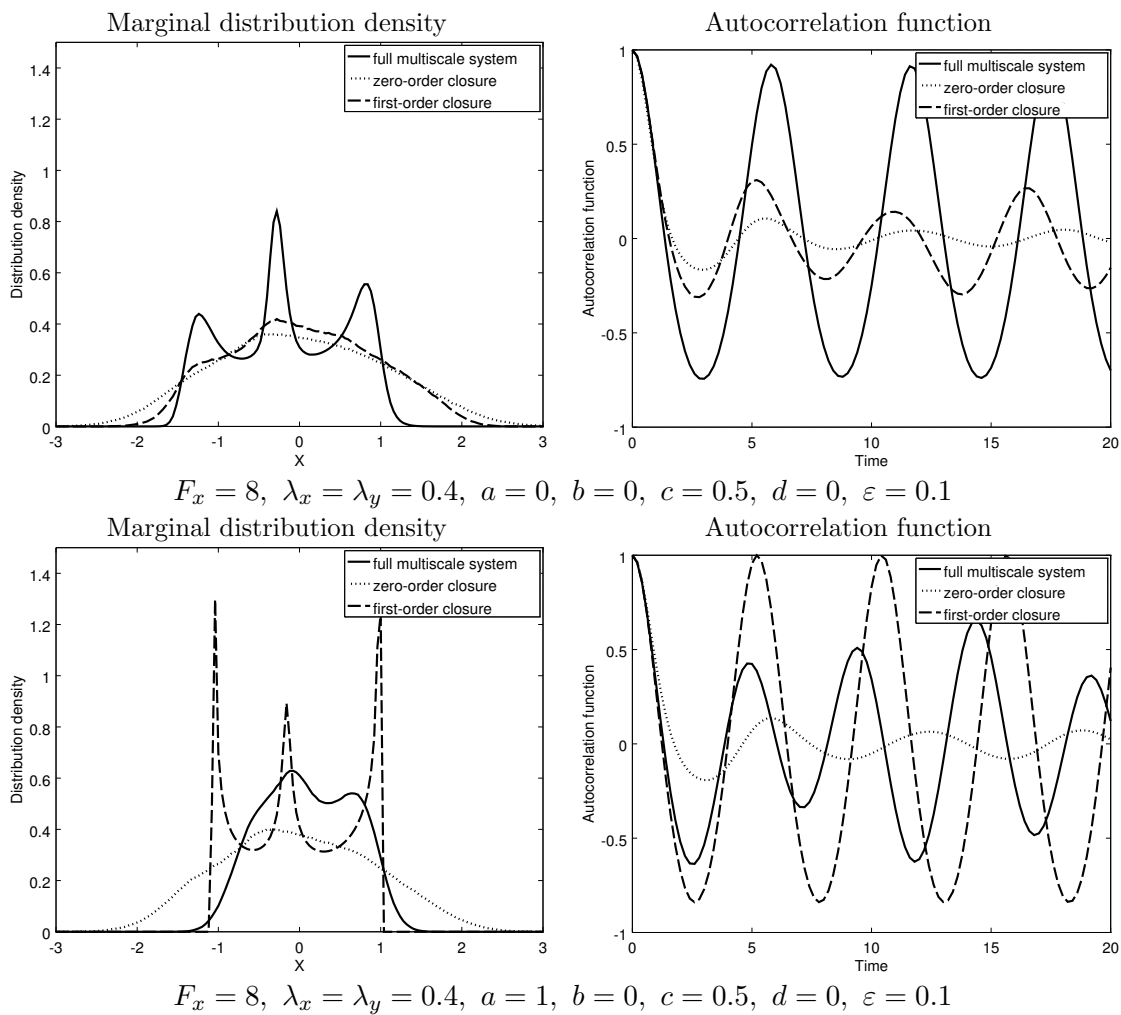 Marginal distribution density
Autocorrelation function
full multiscale system
zero-order closure
first-order closure
1.4
1.2
1
0.8
0.6
0.4
0.2
0
Distribution density
-3 -2 -1 0 1 2 3
X
full multiscale system
zero-order closure
first-order closure
1
0.5
0
-0.5
-1
Autocorrelation function
0 5 10 15 20
Time
F_x = 8, λ_x = λ_y = 0.4, a = 0, b = 0, c = 0.5, d = 0, ε = 0.1
Marginal distribution density
Autocorrelation function
full multiscale system
zero-order closure
first-order closure
1.4
1.2
1
0.8
0.6
0.4
0.2
0
Distribution density
-3 -2 -1 0 1 2 3
X
full multiscale system
zero-order closure
first-order closure
1
0.5
0
-0.5
-1
Autocorrelation function
0 5 10 15 20
Time
F_x = 8, λ_x = λ_y = 0.4, a = 1, b = 0, c = 0.5, d = 0, ε = 0.1